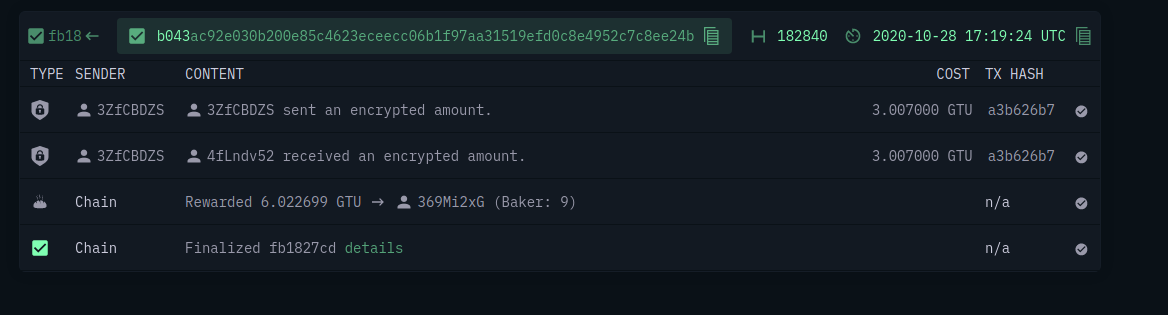 fb18 b043ac92e030b200e85c4623eceecc06b1f97aa31519efd0c8e4952c7c8ee24b 182840 2020-10-28 17:19:24 UTC
TYPE SENDER CONTENT COST TX HASH
3ZfCBDZS 3ZfCBDZS sent an encrypted amount. 3.007000 GTU a3b626b7
3ZfCBDZS 4fLndv52 received an encrypted amount. 3.007000 GTU a3b626b7
Chain Rewarded 6.022699 GTU → 369Mi2xG (Baker: 9) n/a
Chain Finalized fb1827cd details n/a